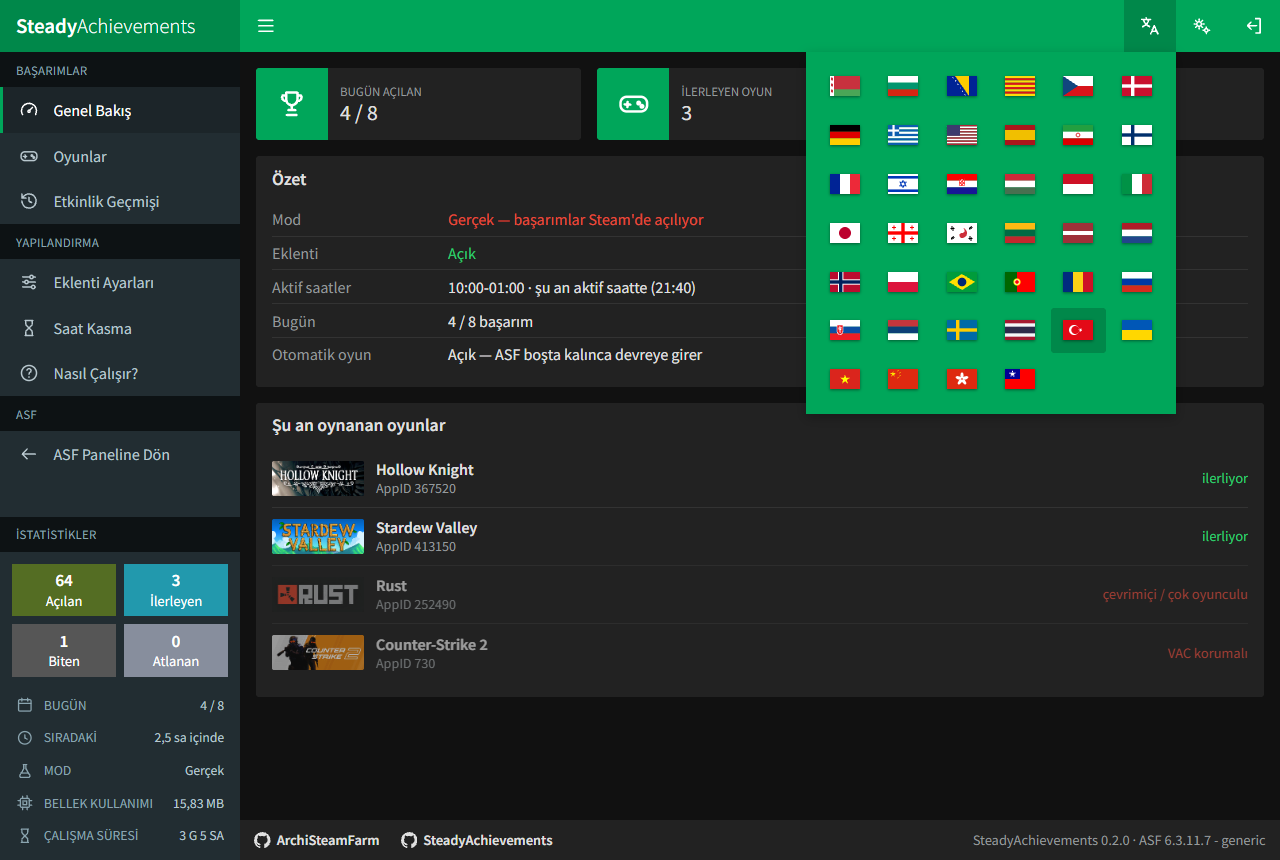 SteadyAchievements
BAŞARIMLAR
Genel Bakış
Oyunlar
Etkinlik Geçmişi
YAPILANDIRMA
Eklenti Ayarları
Saat Kasma
Nasıl Çalışır?
ASF
ASF Paneline Dön
İSTATİSTİKLER
64
Açılan
3
İlerleyen
1
Biten
0
Atlanan
BUGÜN 4 / 8
SIRADAKİ 2,5 sa içinde
MOD Gerçek
BELLEK KULLANIMI 15,83 MB
ÇALIŞMA SÜRESİ 3 G 5 SA
BUGÜN AÇILAN
4 / 8
İLERLEYEN OYUN
3
Özet
Mod Gerçek — başarımlar Steam'de açılıyor
Eklenti Açık
Aktif saatler 10:00-01:00 · şu an aktif saatte (21:40)
Bugün 4 / 8 başarım
Otomatik oyun Açık — ASF boşta kalınca devreye girer
Şu an oynanan oyunlar
HOLLOW KNIGHT
Hollow Knight
AppID 367520
ilerliyor
STARDEW VALLEY
Stardew Valley
AppID 413150
ilerliyor
RUST
Rust
AppID 252490
çevrimiçi / çok oyunculu
COUNTER STRIKE 2
Counter-Strike 2
AppID 730
VAC korumalı
ArchiSteamFarm SteadyAchievements
SteadyAchievements 0.2.0 · ASF 6.3.11.7 - generic